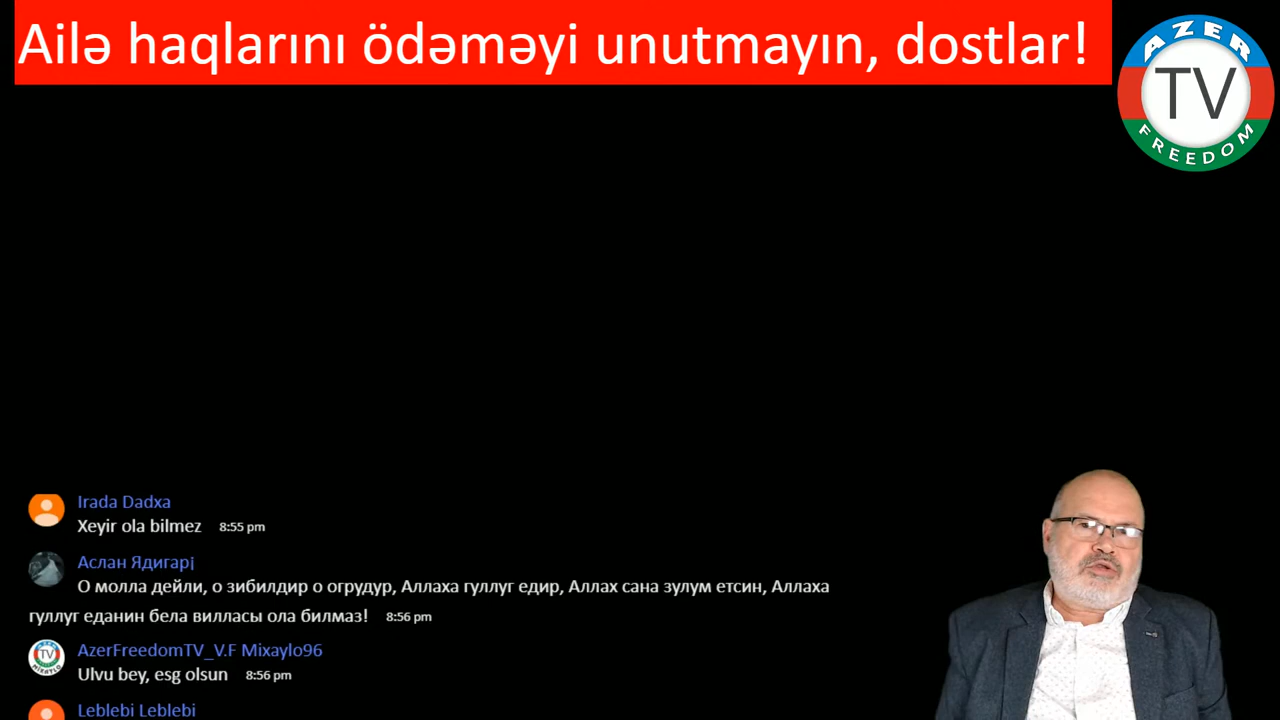 Ailə haqlarını ödəməyi unutmayın, dostlar!
AZER
TV
FREEDOM
Irada Dadxa
Xeyir ola bilmez 8:55 pm
Аслан Ядигарј
О молла дейли, о зибилдир о огрудур, Аллаха гуллуг едир, Аллах сана зулум етсин, Аллаха
гуллуг еданин бела вилласы ола билмаз! 8:56 pm
AzerFreedomTV_V.F Mixaylo96
Ulvu bey, esg olsun 8:56 pm
Leblebi Leblebi